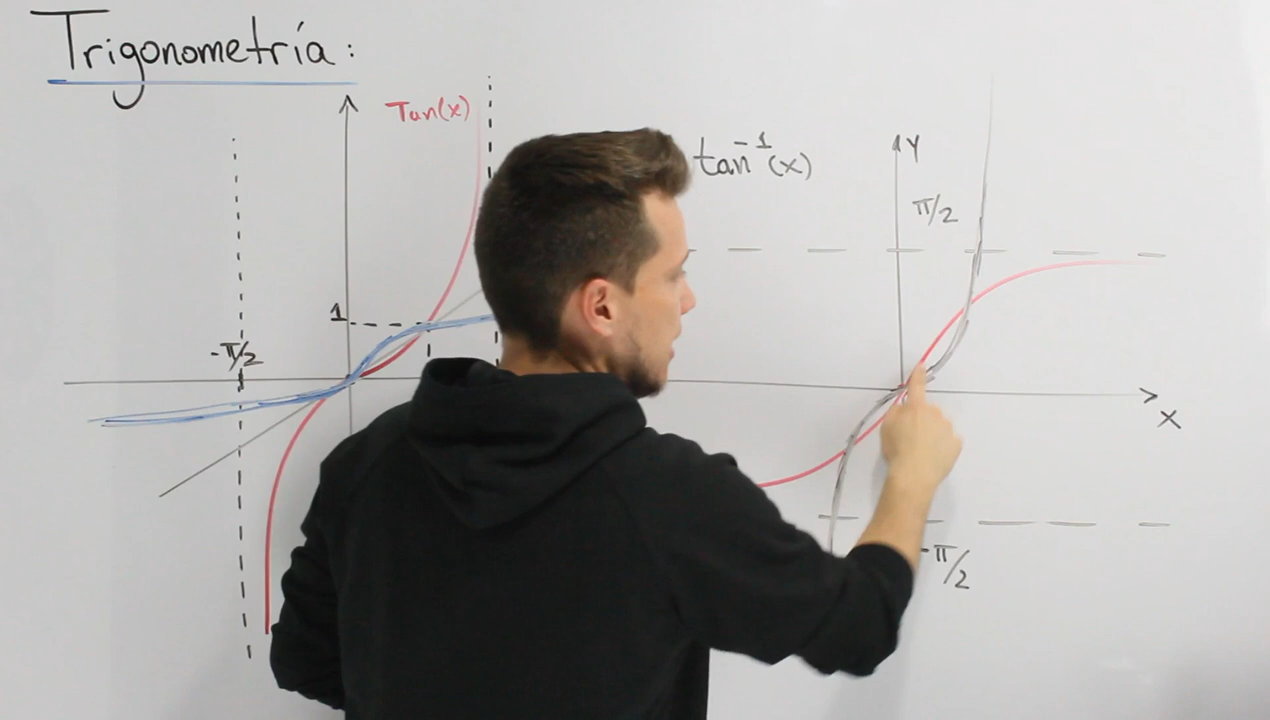 Trigonometría:
Tan(x)
1
-π/2
tan⁻¹(x)
Y
π/2
X
-π/2